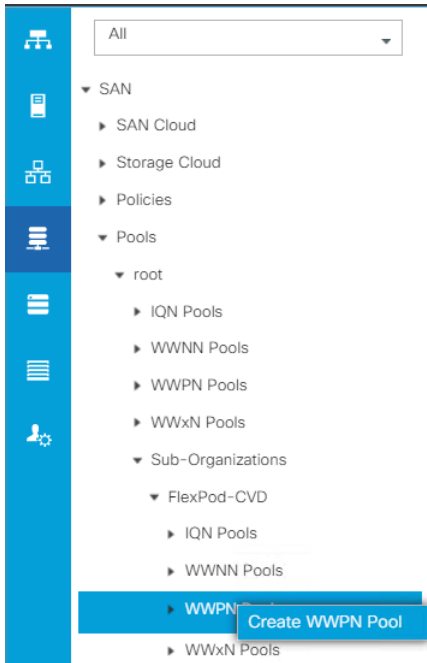 All
SAN
SAN Cloud
Storage Cloud
Policies
Pools
root
IQN Pools
WWNN Pools
WWPN Pools
WWxN Pools
Sub-Organizations
FlexPod-CVD
IQN Pools
WWNN Pools
WWPN
Create WWPN Pool
WWxN Pools